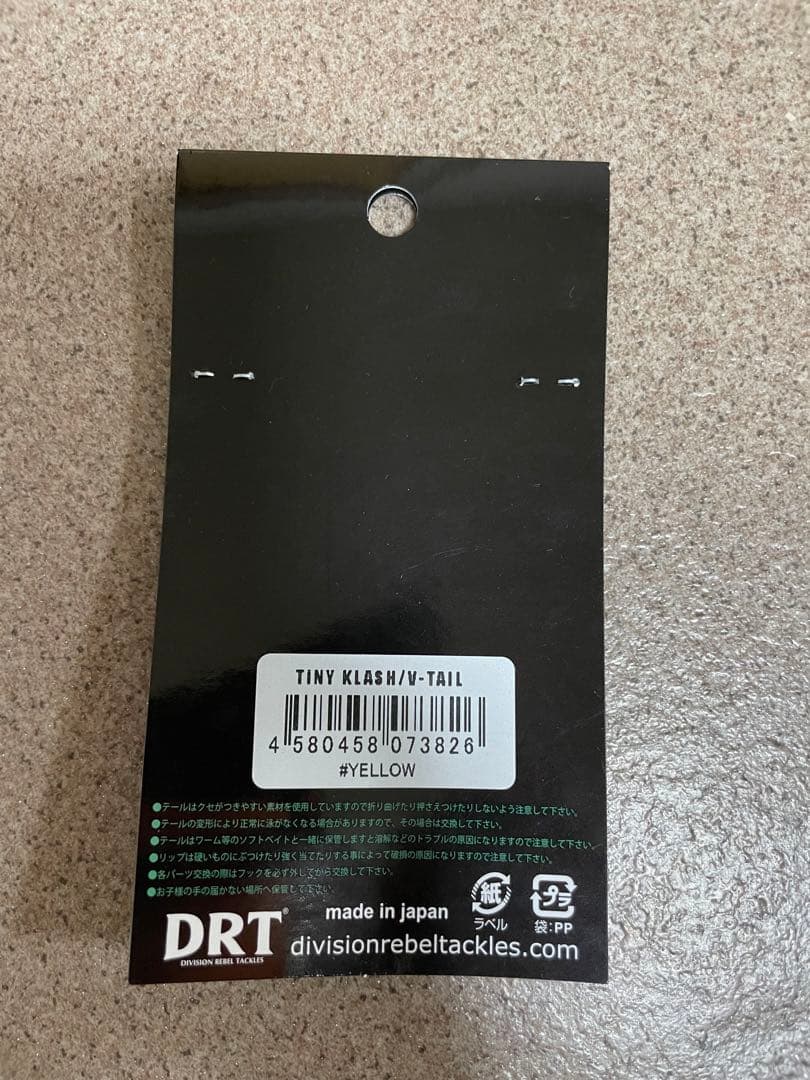 TINY KLASH/V-TAIL
4 580458 073826
#YELLOW
●テールはクセがつきやすい素材を使用していますので折り曲げたり押さえつけたりしないよう注意して下さい。
●テールの変形により正常に泳がなくなる場合がありますので、その場合は交換して下さい。
●テールはワーム等のソフトベイトと一緒に保管しますと溶解などのトラブルの原因になりますので注意して下さい。
●リップは硬いものにぶつけたり強く当てたりする事によって破損の原因になりますので注意して下さい。
●各パーツ交換の際はフックを必ず外してから交換して下さい。
●お子様の手の届かない場所へ保管して下さい。
DRT®
DIVISION REBEL TACKLES
made in japan
divisionrebeltackles.com
紙
ラベル
プラ
袋:PP